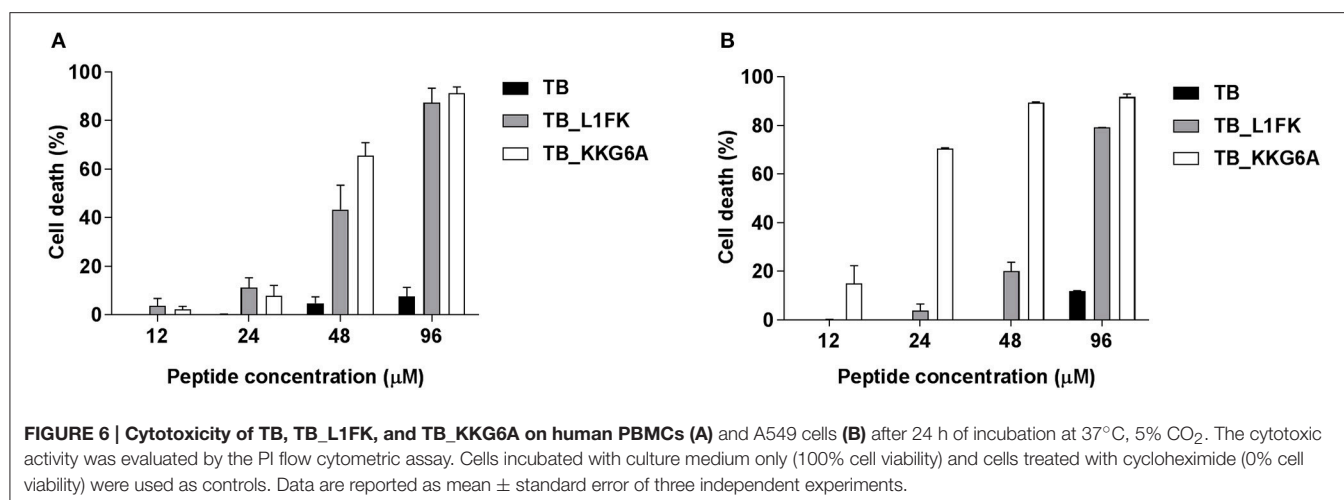 A
100
80
60
40
20
0
Cell death (%)
12 24 48 96
Peptide concentration (μM)
TB
TB_L1FK
TB_KKG6A
B
100
80
60
40
20
0
Cell death (%)
12 24 48 96
Peptide concentration (μM)
TB
TB_L1FK
TB_KKG6A
FIGURE 6 | Cytotoxicity of TB, TB_L1FK, and TB_KKG6A on human PBMCs (A) and A549 cells (B) after 24 h of incubation at 37°C, 5% CO₂. The cytotoxic
activity was evaluated by the PI flow cytometric assay. Cells incubated with culture medium only (100% cell viability) and cells treated with cycloheximide (0% cell
viability) were used as controls. Data are reported as mean ± standard error of three independent experiments.